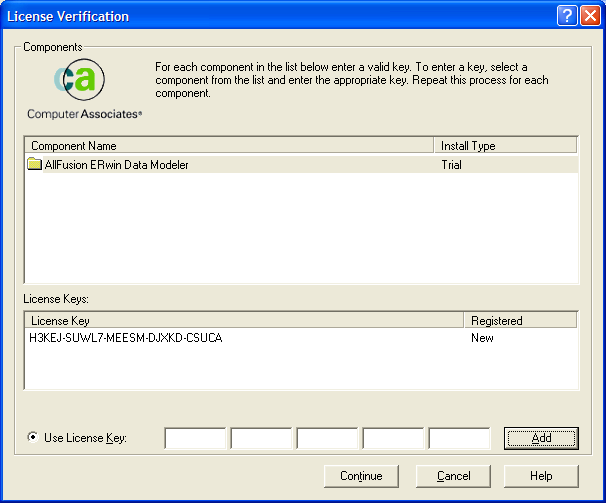 License Verification
Components
ca
For each component in the list below enter a valid key. To enter a key, select a
component from the list and enter the appropriate key. Repeat this process for each
component.
Computer Associates®
Component Name Install Type
AllFusion ERwin Data Modeler Trial
License Keys:
License Key Registered
H3KEJ-SUWL7-MEESM-DJXKD-CSUCA New
Use License Key: Add
Continue Cancel Help